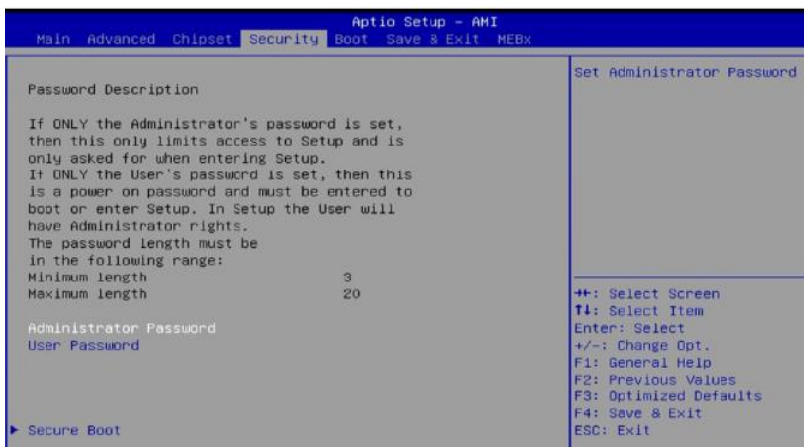 Aptio Setup – AMI
Main Advanced Chipset Security Boot Save & Exit MEBx
Password Description
If ONLY the Administrator's password is set,
then this only limits access to Setup and is
only asked for when entering Setup.
If ONLY the User's password is set, then this
is a power on password and must be entered to
boot or enter Setup. In Setup the User will
have Administrator rights.
The password length must be
in the following range:
Minimum length 3
Maximum length 20
Administrator Password
User Password
▶ Secure Boot
Set Administrator Password
→←: Select Screen
↑↓: Select Item
Enter: Select
+/-: Change Opt.
F1: General Help
F2: Previous Values
F3: Optimized Defaults
F4: Save & Exit
ESC: Exit